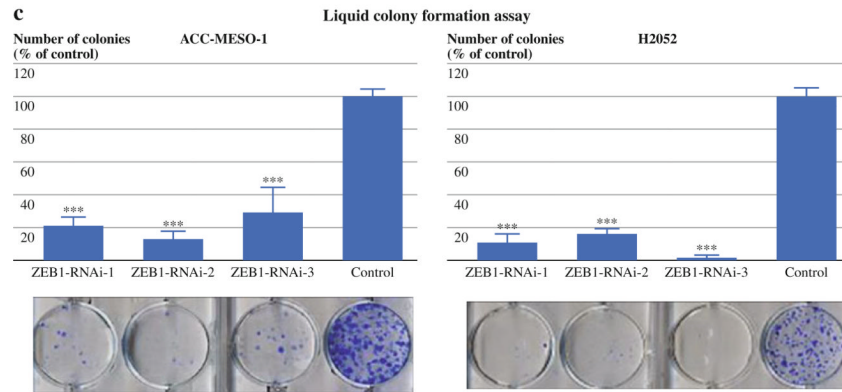 c
Liquid colony formation assay
Number of colonies
(% of control)
ACC-MESO-1
120
100
80
60
40
20
***
***
***
ZEB1-RNAi-1 ZEB1-RNAi-2 ZEB1-RNAi-3 Control
Number of colonies
(% of control)
H2052
120
100
80
60
40
20
***
***
***
ZEB1-RNAi-1 ZEB1-RNAi-2 ZEB1-RNAi-3 Control